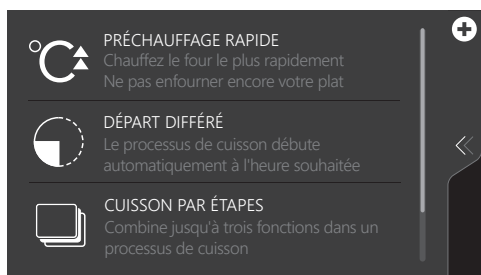 PRÉCHAUFFAGE RAPIDE
Chauffez le four le plus rapidement
Ne pas enfourner encore votre plat
DÉPART DIFFÉRÉ
Le processus de cuisson débute
automatiquement à l'heure souhaitée
CUISSON PAR ÉTAPES
Combine jusqu'à trois fonctions dans un
processus de cuisson